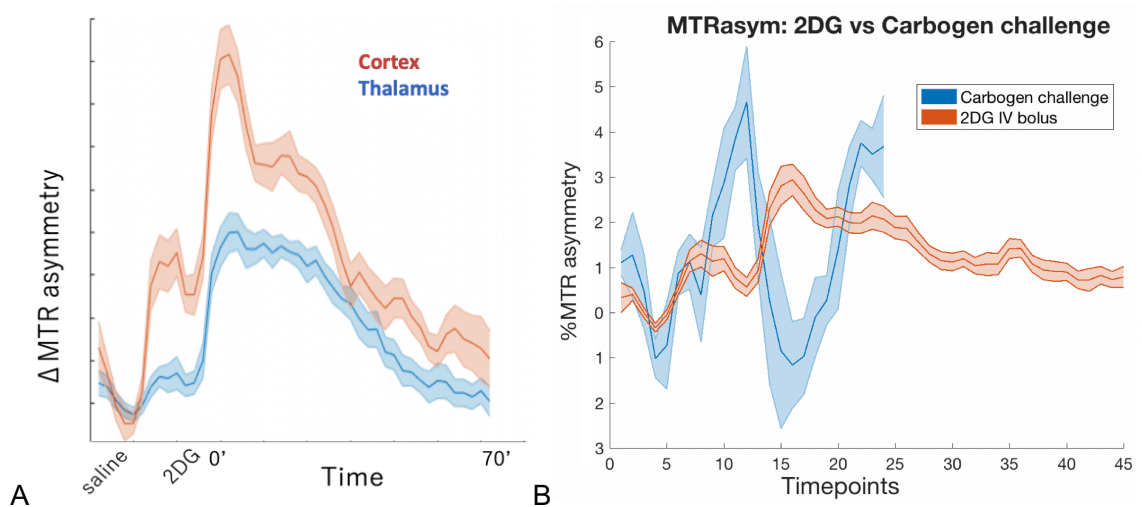 Cortex
Thalamus
Δ MTR asymmetry
saline
2DG
0'
70'
Time
A
MTRasym: 2DG vs Carbogen challenge
Carbogen challenge
2DG IV bolus
%MTR asymmetry
6
5
4
3
2
1
0
1
2
3
0 5 10 15 20 25 30 35 40 45
Timepoints
B